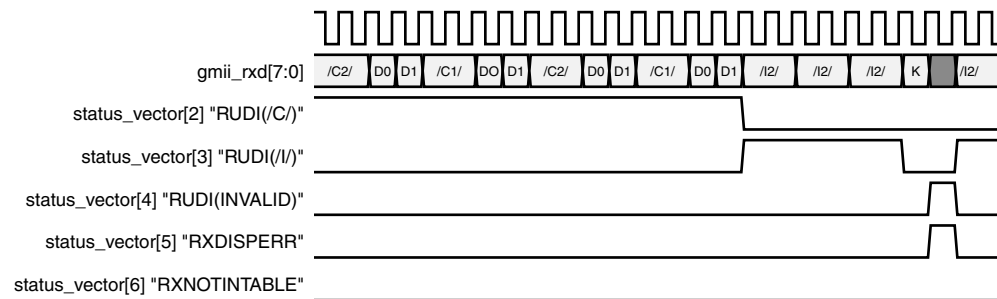 gmii_rxd[7:0] /C2/ D0 D1 /C1/ DO D1 /C2/ D0 D1 /C1/ D0 D1 /I2/ /I2/ /I2/ K /I2/
status_vector[2] "RUDI(/C/)"
status_vector[3] "RUDI(/I/)"
status_vector[4] "RUDI(INVALID)"
status_vector[5] "RXDISPERR"
status_vector[6] "RXNOTINTABLE"